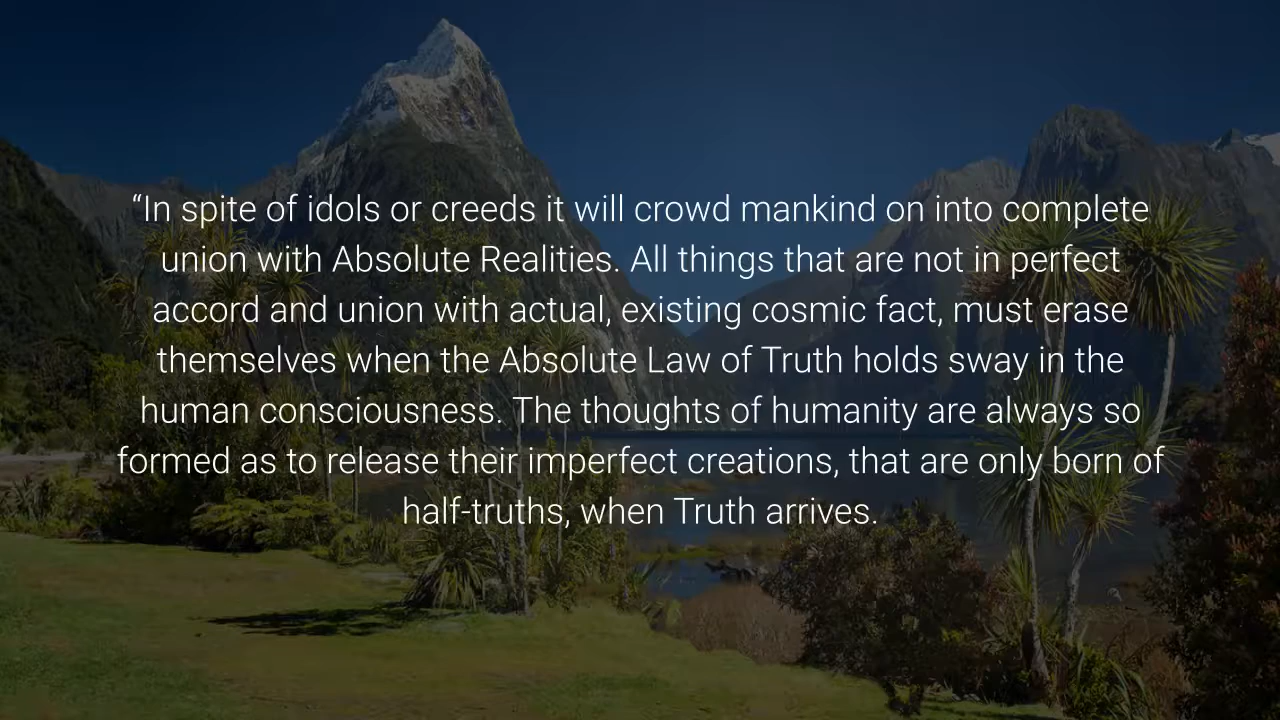 “In spite of idols or creeds it will crowd mankind on into complete
union with Absolute Realities. All things that are not in perfect
accord and union with actual, existing cosmic fact, must erase
themselves when the Absolute Law of Truth holds sway in the
human consciousness. The thoughts of humanity are always so
formed as to release their imperfect creations, that are only born of
half-truths, when Truth arrives.